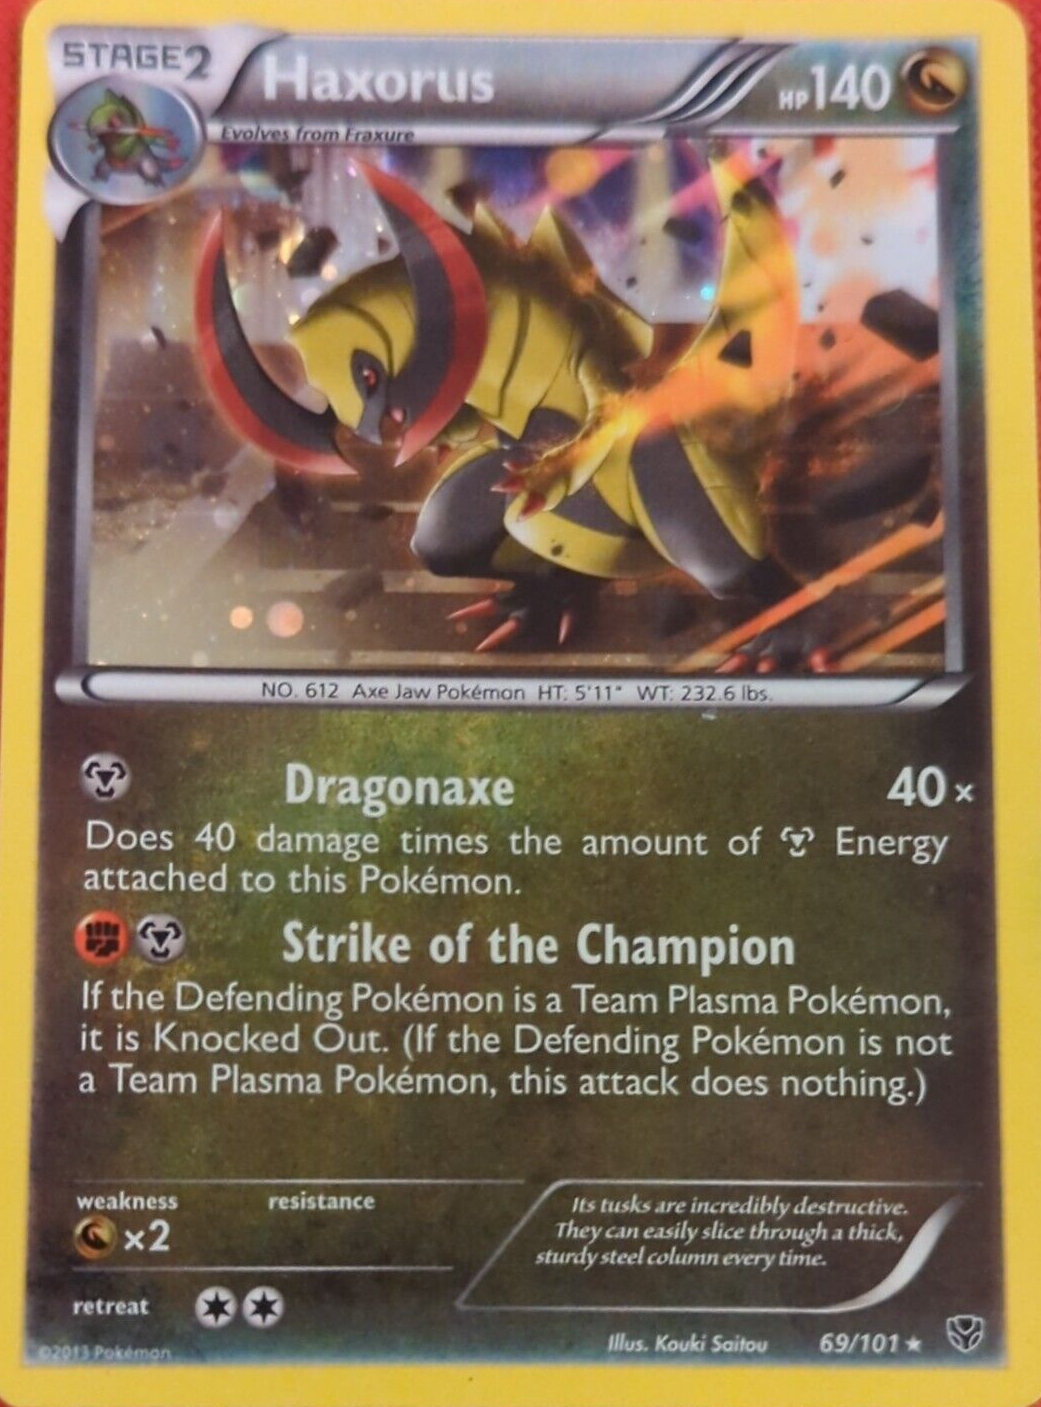 STAGE2
Haxorus
HP140
Evolves from Fraxure
NO. 612 Axe Jaw Pokémon HT: 5'11" WT: 232.6 lbs.
Dragonaxe 40×
Does 40 damage times the amount of Energy
attached to this Pokémon.
Strike of the Champion
If the Defending Pokémon is a Team Plasma Pokémon,
it is Knocked Out. (If the Defending Pokémon is not
a Team Plasma Pokémon, this attack does nothing.)
weakness resistance
×2
Its tusks are incredibly destructive.
They can easily slice through a thick,
sturdy steel column every time.
retreat
Illus. Kouki Saitou 69/101 ★
©2013 Pokémon